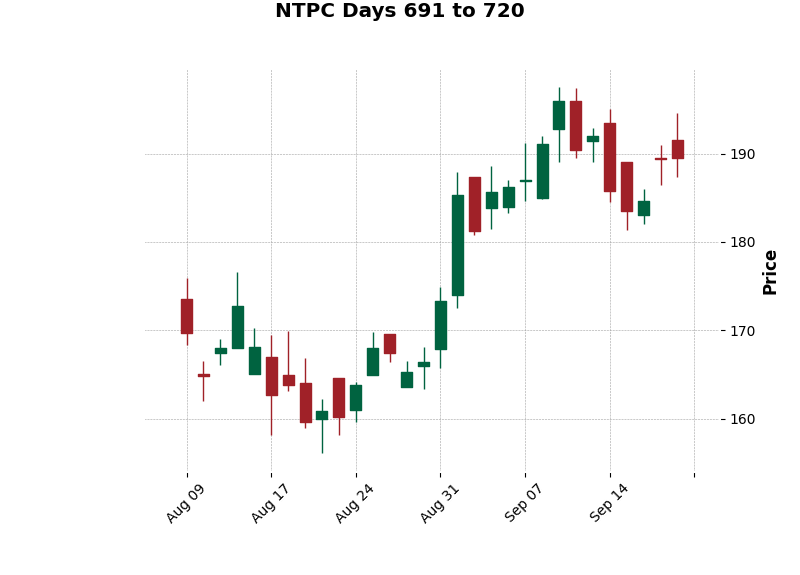 NTPC Days 691 to 720
190
180
170
160
Price
Aug 09
Aug 17
Aug 24
Aug 31
Sep 07
Sep 14